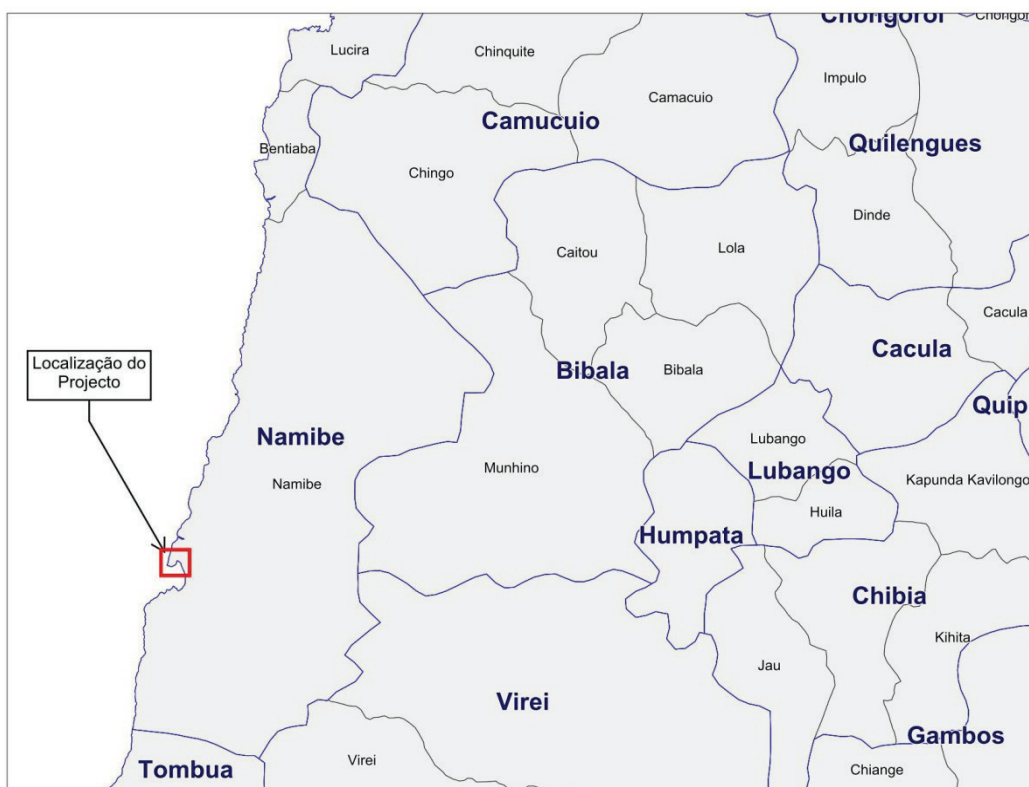 Chongoroi
Chongor
Lucira
Chinquite
Impulo
Camacuio
Camucuio
Quilengues
Bentiaba
Chingo
Dinde
Caitou
Lola
Cacula
Cacula
Localização do
Projecto
Bibala
Bibala
Quip
Namibe
Lubango
Munhino
Lubango
Namibe
Kapunda Kavilongo
Huila
Humpata
Chibia
Kihita
Jau
Virei
Gambos
Virei
Tombua
Chiange